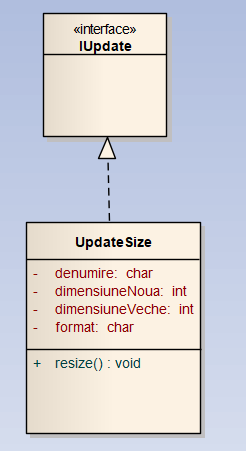 «interface»
IUpdate
UpdateSize
- denumire: char
- dimensiuneNoua: int
- dimensiuneVeche: int
- format: char
+ resize() : void